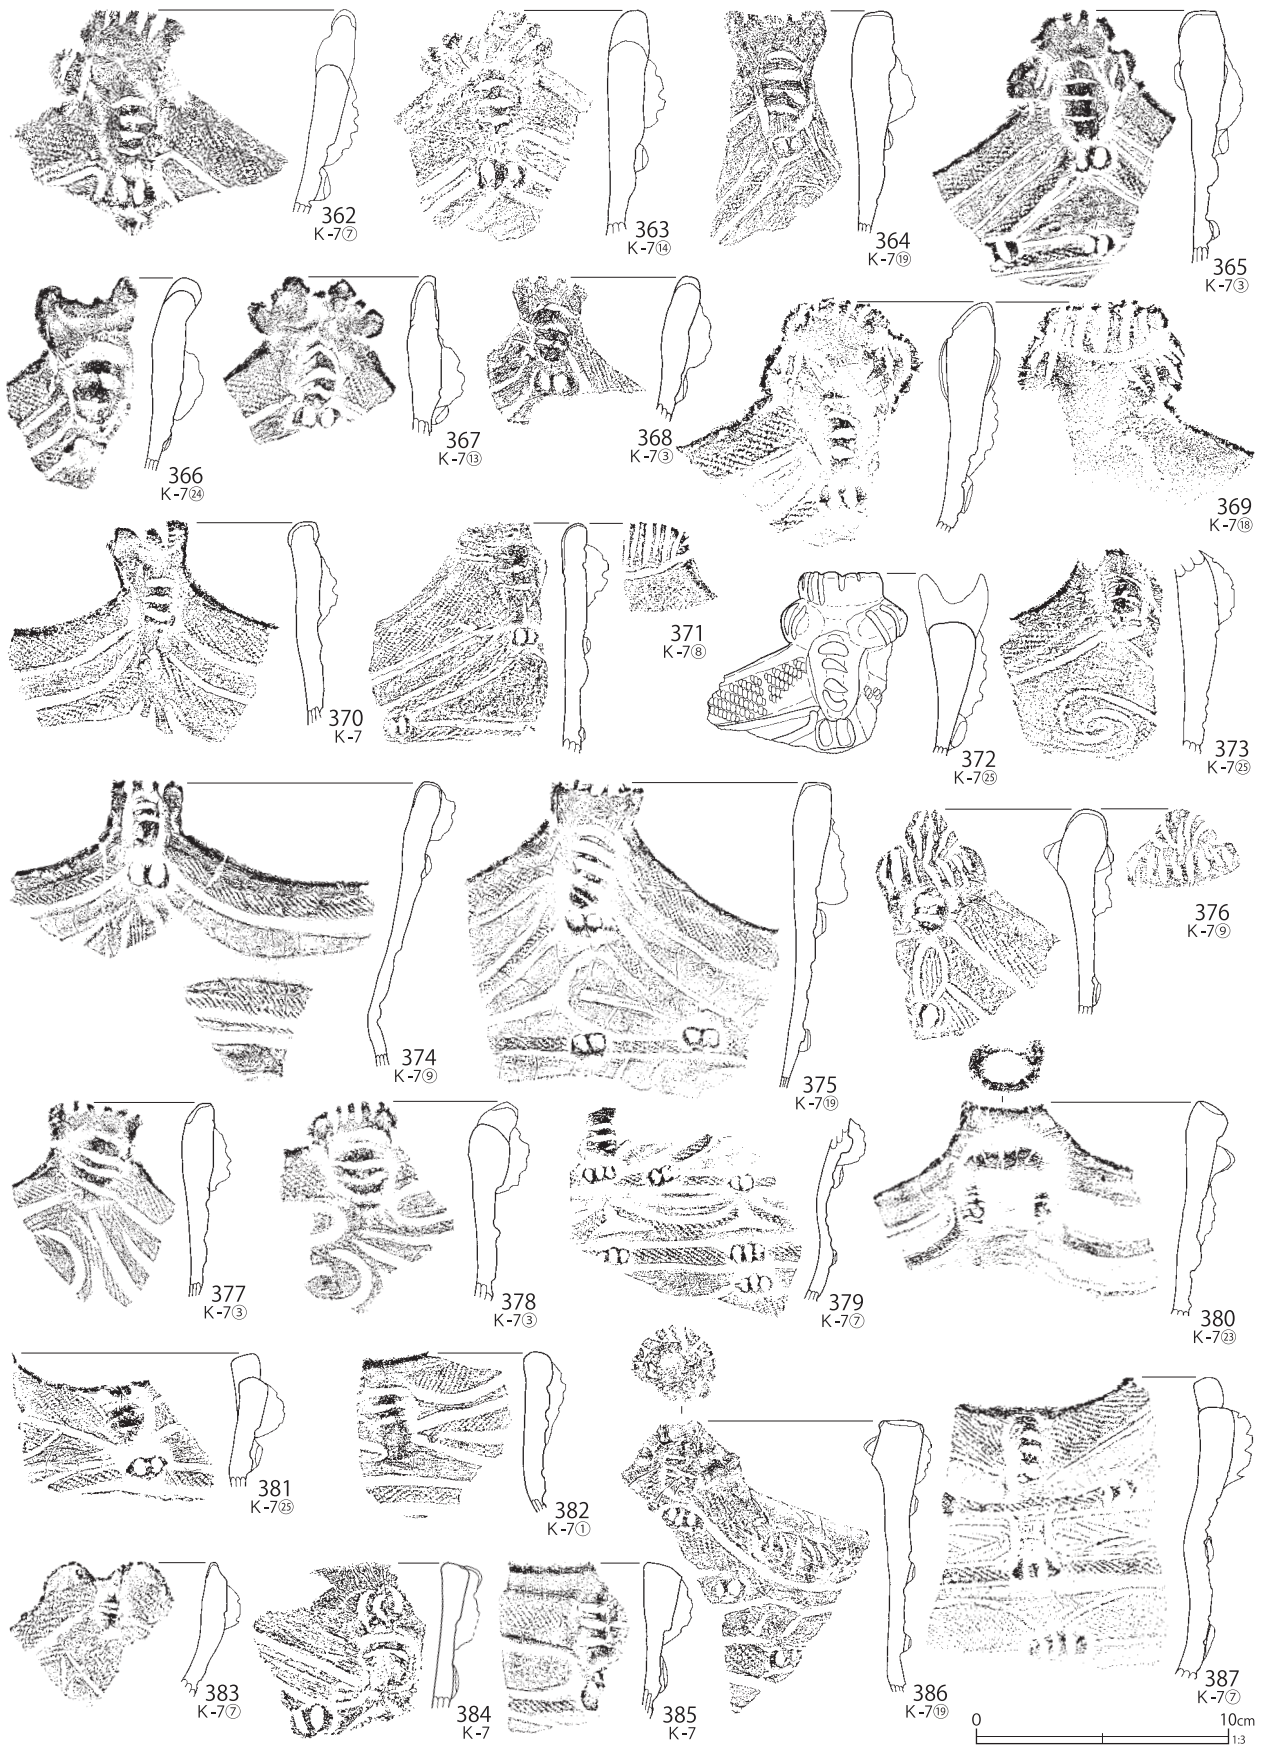 362
K-7⑦
363
K-7⑭
364
K-7⑲
365
K-7③
366
K-7㉔
367
K-7⑬
368
K-7③
369
K-7⑱
370
K-7
371
K-7⑧
372
K-7㉕
373
K-7㉕
374
K-7⑨
375
K-7⑲
376
K-7⑨
377
K-7③
378
K-7③
379
K-7⑦
380
K-7㉓
381
K-7㉕
382
K-7①
383
K-7⑦
384
K-7
385
K-7
386
K-7⑲
387
K-7⑦
0 10cm
1:3